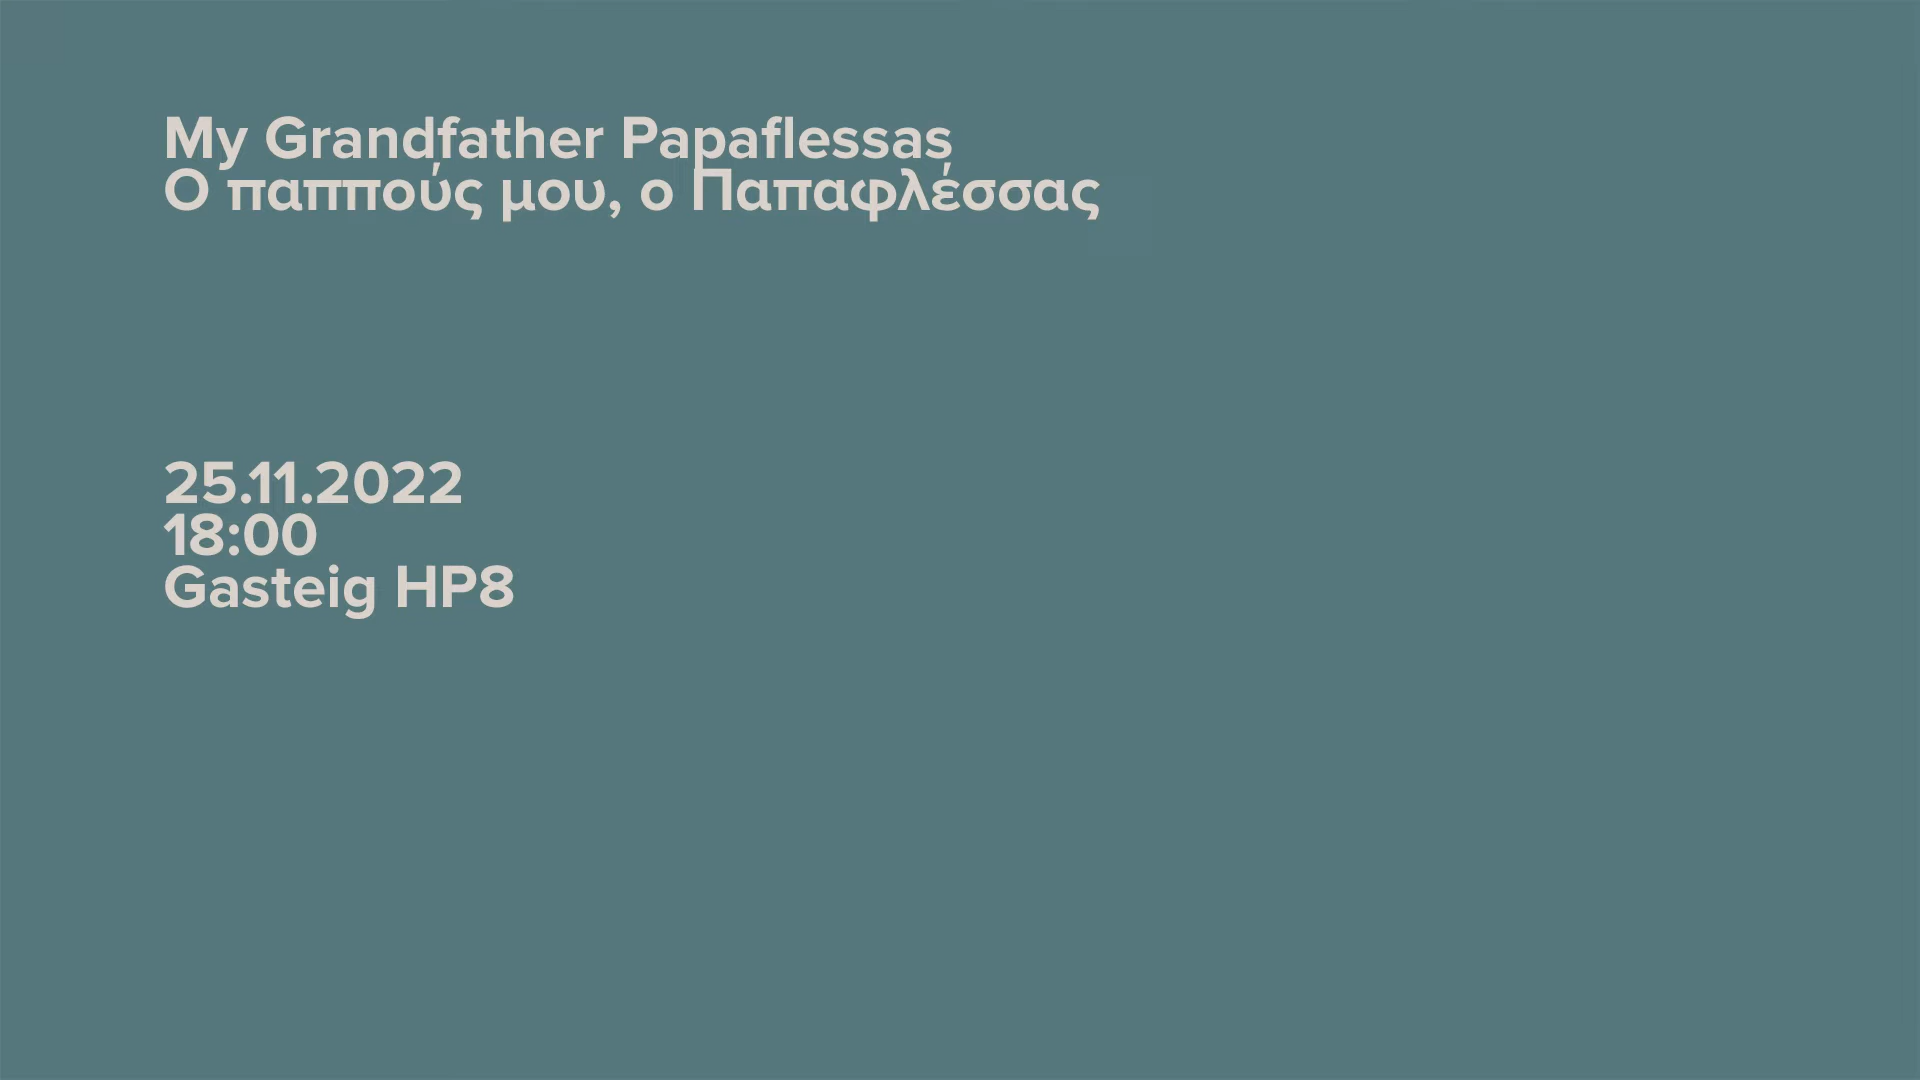 My Grandfather Papaflessas
Ο παππούς μου, ο Παπαφλέσσας
25.11.2022
18:00
Gasteig HP8